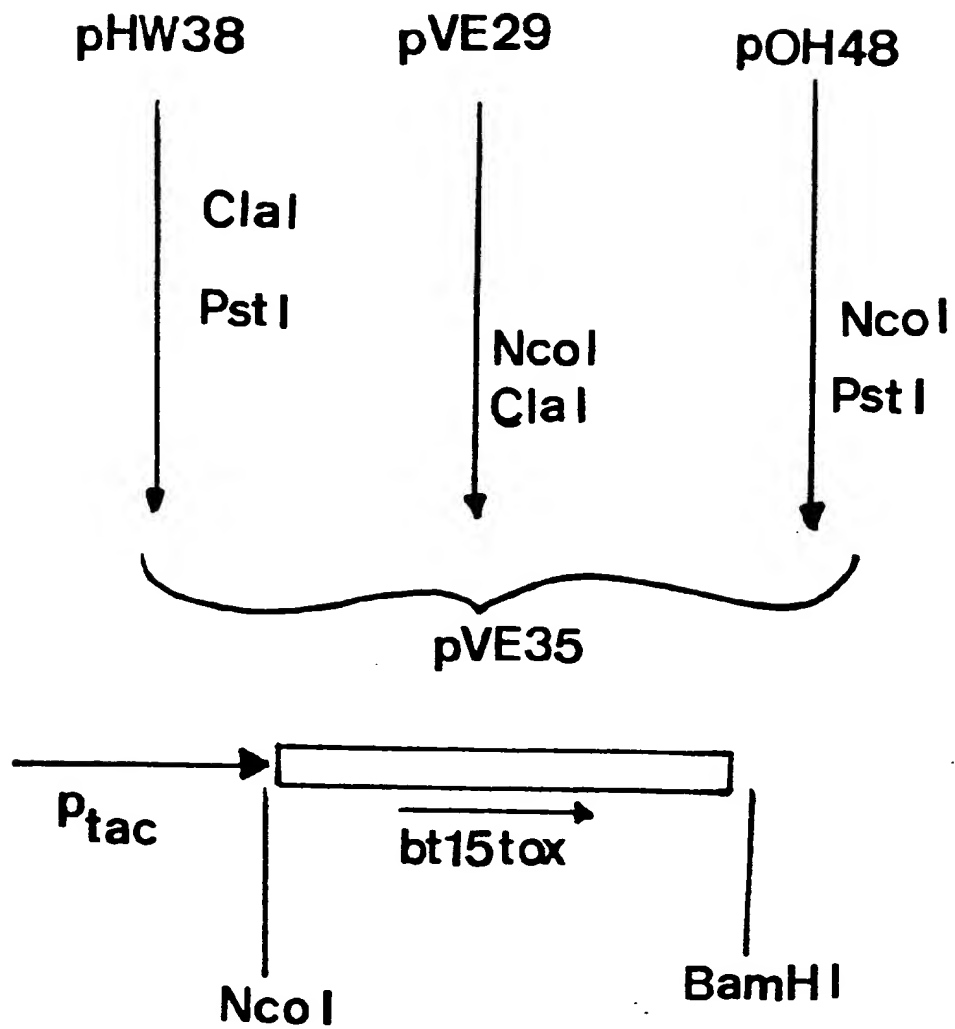 pHW38 pVE29 pOH48
ClaI
PstI
NcoI
ClaI
NcoI
PstI
pVE35
Ptac
bt15tox
NcoI
BamHI